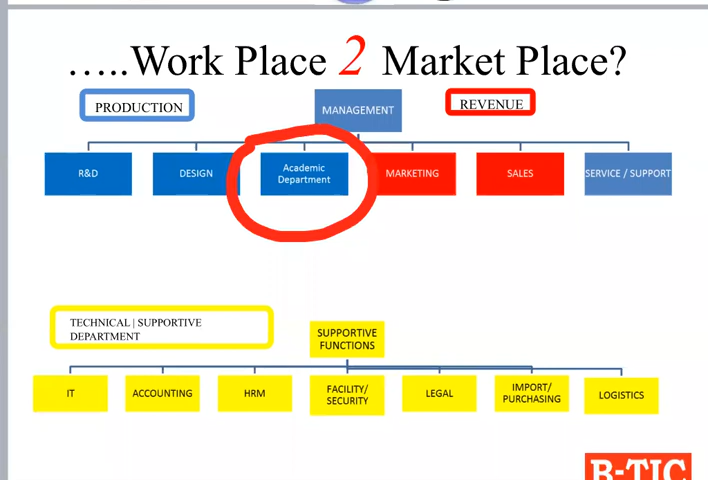 .....Work Place 2 Market Place?
PRODUCTION
MANAGEMENT
REVENUE
R&D
DESIGN
Academic
Department
MARKETING
SALES
SERVICE / SUPPORT
TECHNICAL | SUPPORTIVE
DEPARTMENT
SUPPORTIVE
FUNCTIONS
IT
ACCOUNTING
HRM
FACILITY/
SECURITY
LEGAL
IMPORT/
PURCHASING
LOGISTICS
B-TIC